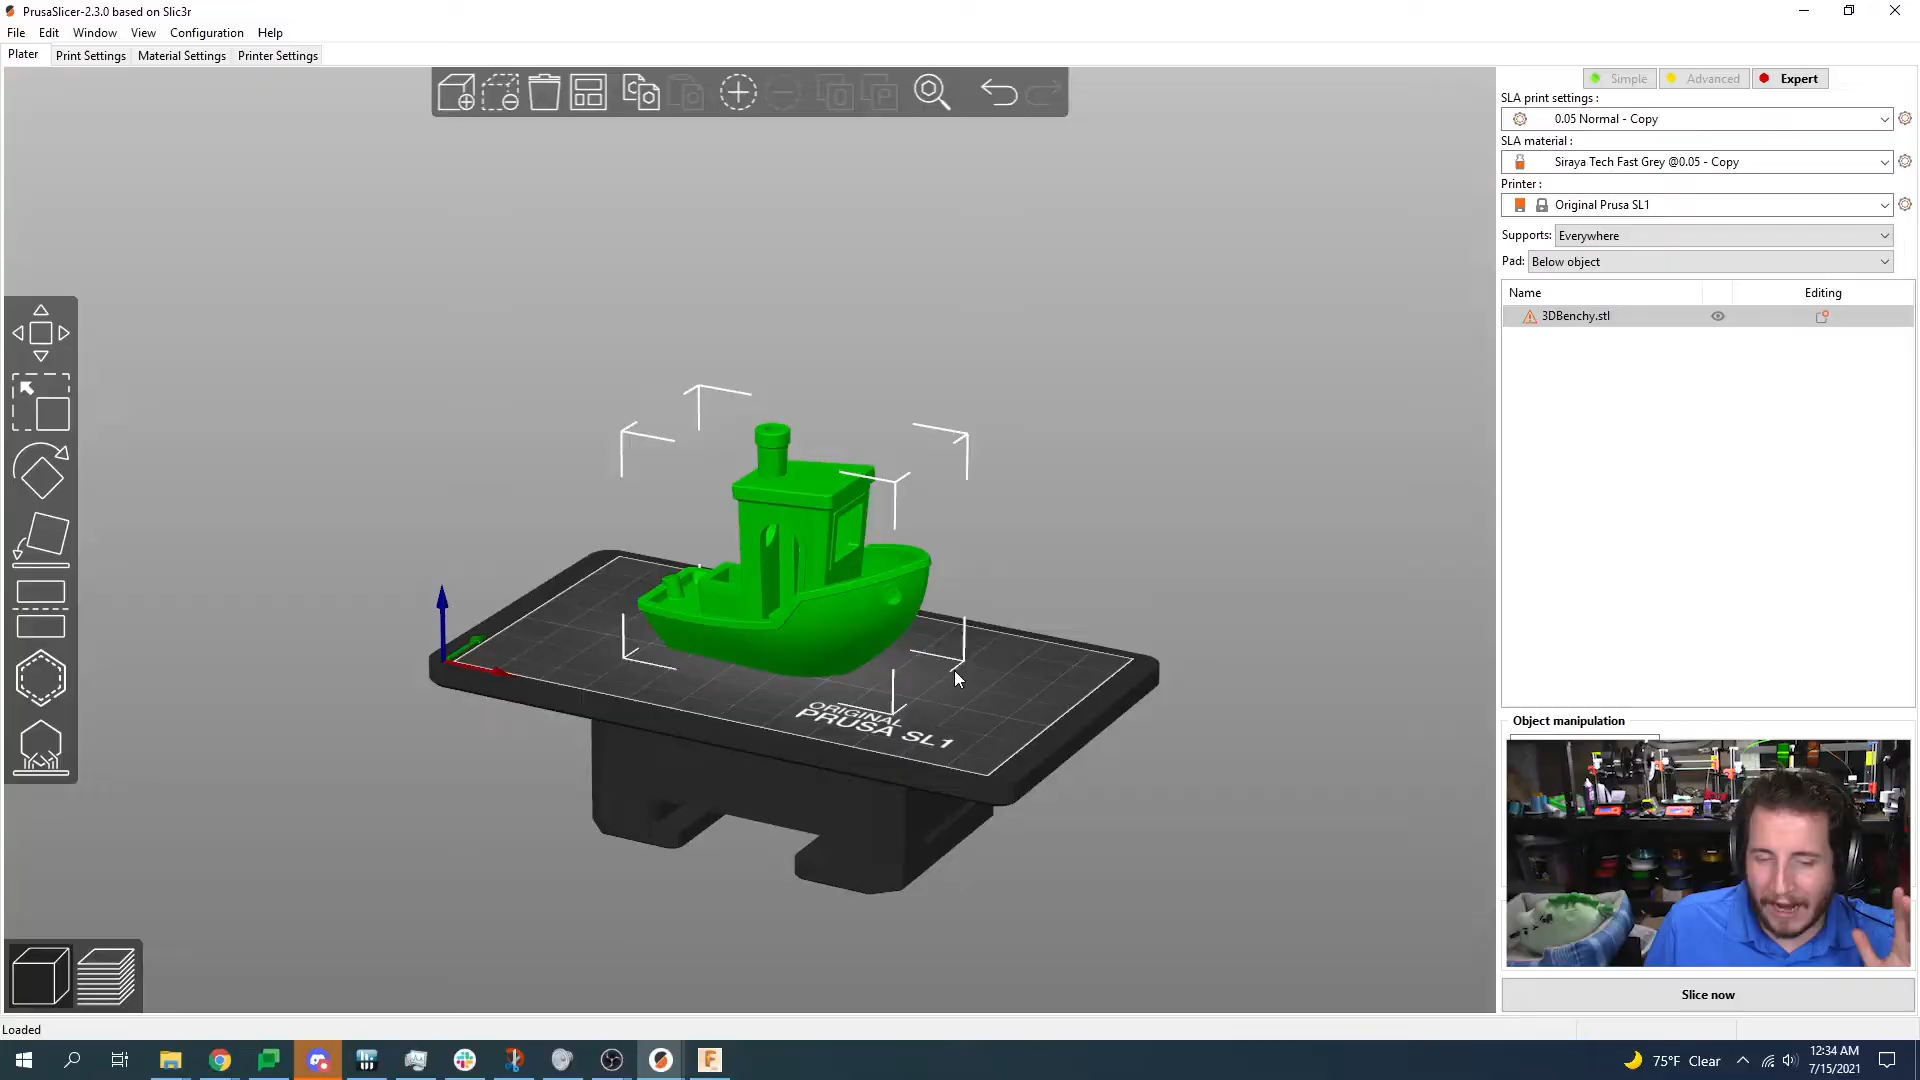 PrusaSlicer-2.3.0 based on Slic3r
File Edit Window View Configuration Help
Plater Print Settings Material Settings Printer Settings
Simple Advanced Expert
SLA print settings :
0.05 Normal - Copy
SLA material :
Siraya Tech Fast Grey @0.05 - Copy
Printer :
Original Prusa SL1
Supports: Everywhere
Pad: Below object
Name Editing
3DBenchy.stl
ORIGINAL
PRUSA SL1
Object manipulation
Slice now
Loaded
75°F Clear
12:34 AM
7/15/2021